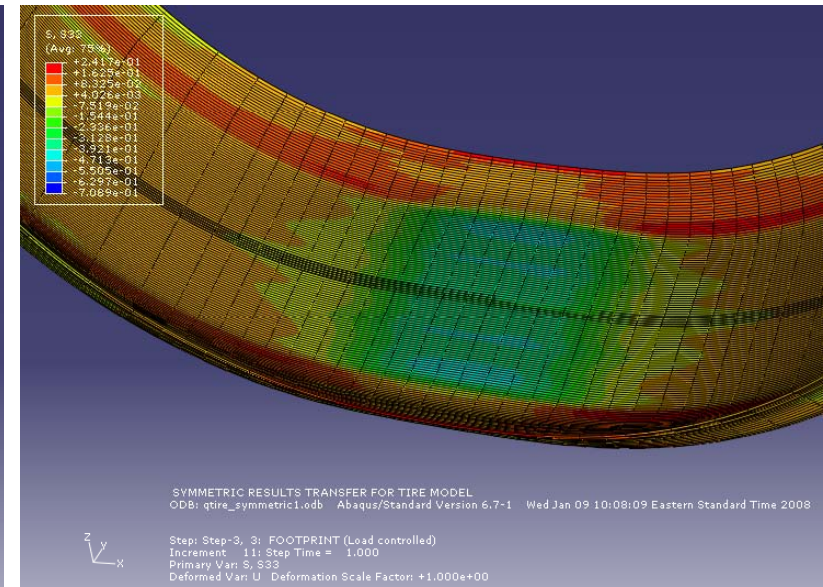 S, S33
(Avg: 75%)
+2.417e-01
+1.625e-01
+8.325e-02
+4.026e-03
-7.519e-02
-1.544e-01
-2.336e-01
-3.128e-01
-3.921e-01
-4.713e-01
-5.505e-01
-6.297e-01
-7.089e-01
SYMMETRIC RESULTS TRANSFER FOR TIRE MODEL
ODB: qtire_symmetric1.odb Abaqus/Standard Version 6.7-1 Wed Jan 09 10:08:09 Eastern Standard Time 2008
Z
Y
X
Step: Step-3, 3: FOOTPRINT (Load controlled)
Increment 11: Step Time = 1.000
Primary Var: S, S33
Deformed Var: U Deformation Scale Factor: +1.000e+00